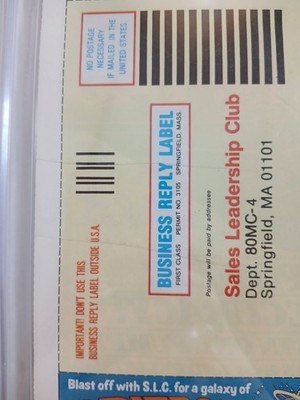 NO POSTAGE
NECESSARY
IF MAILED IN THE
UNITED STATES
IMPORTANT! DON'T USE THIS
BUSINESS REPLY LABEL OUTSIDE U.S.A.
BUSINESS REPLY LABEL
FIRST CLASS PERMIT NO. 3105 SPRINGFIELD, MASS
Postage will be paid by addressee
Sales Leadership Club
Dept. 80MC-4
Springfield, MA 01101
Blast off with S.L.C. for a galaxy of